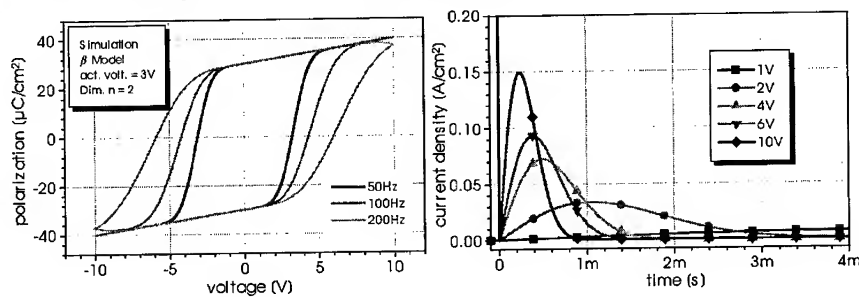 polarization (µC/cm²)
40
20
0
-20
-40
Simulation
β Model
act. volt. = 3V
Dim. n = 2
50Hz
100Hz
200Hz
-10
-5
0
5
10
voltage (V)
current density (A/cm²)
0.20
0.15
0.10
0.05
0.00
1V
2V
4V
6V
10V
0
1m
2m
3m
4m
time (s)